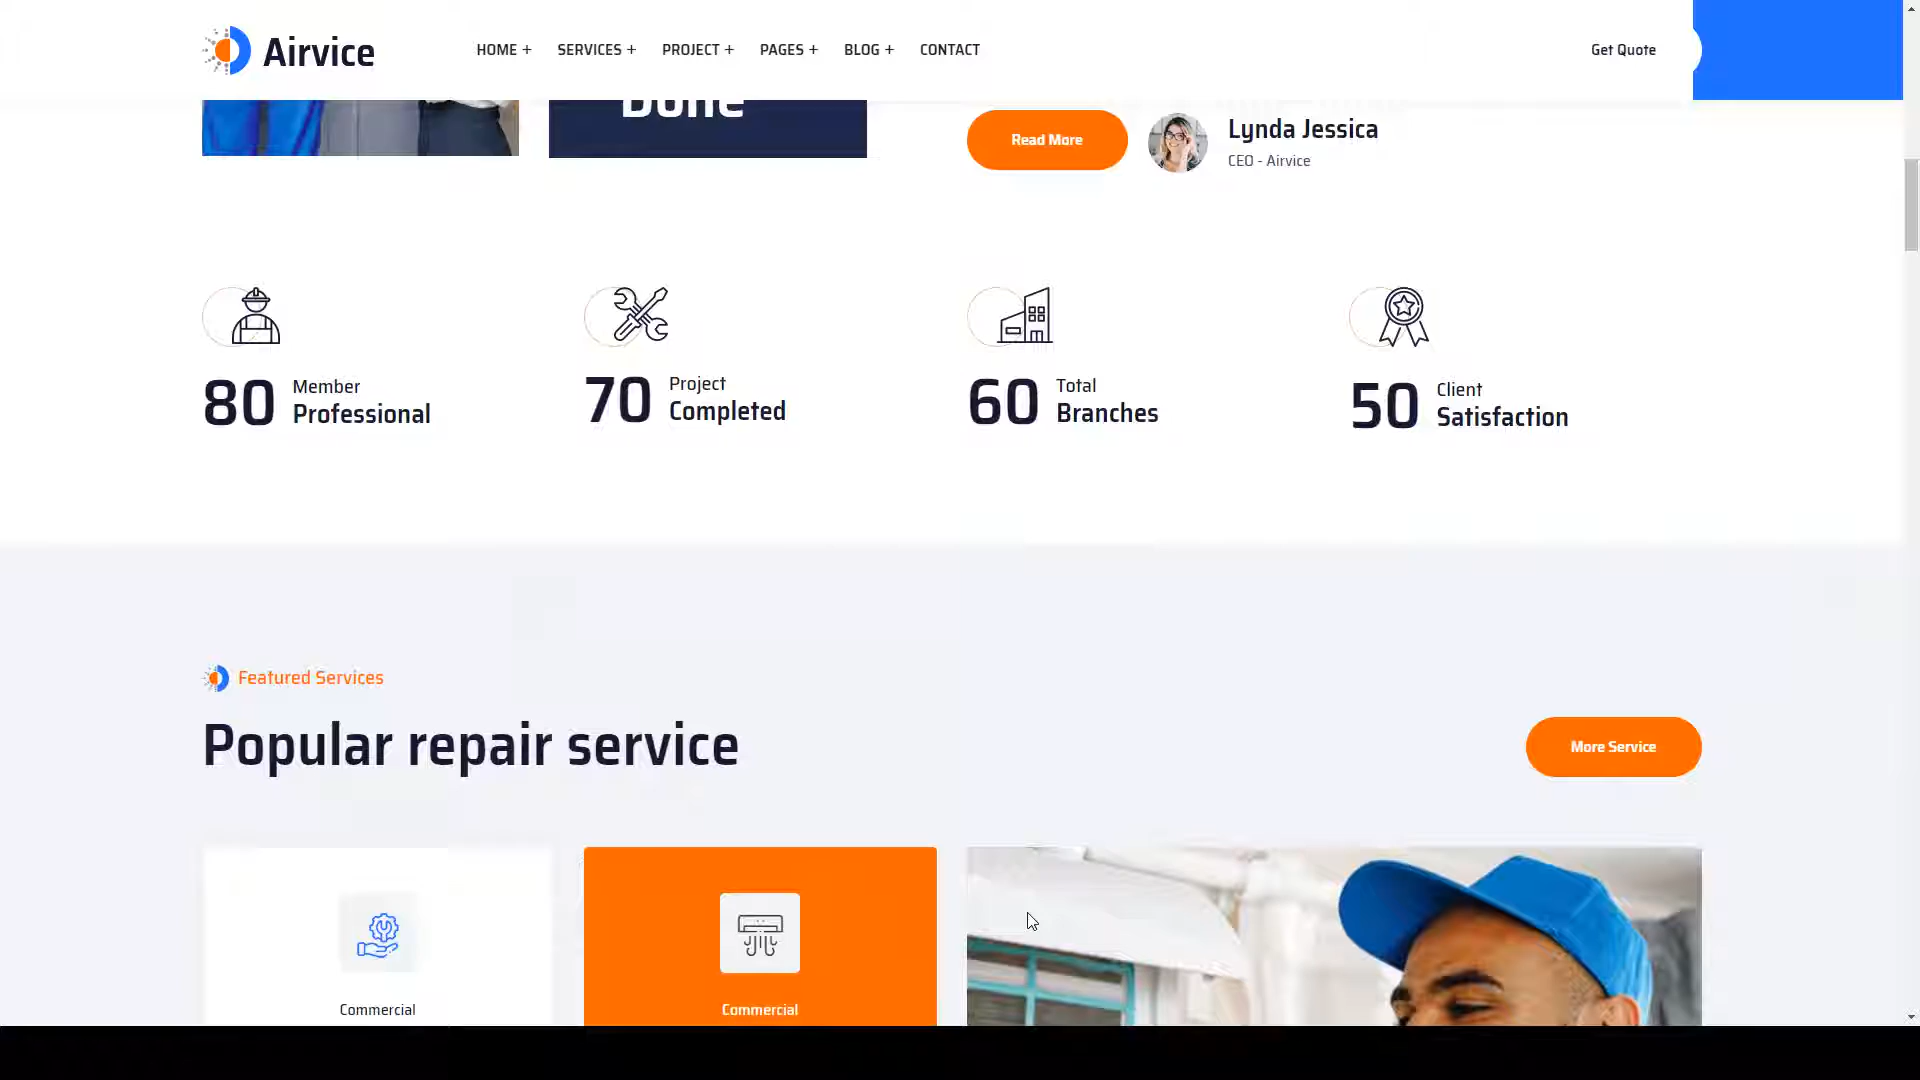 Airvice
HOME + SERVICES + PROJECT + PAGES + BLOG + CONTACT
Get Quote
Done
Read More
Lynda Jessica
CEO - Airvice
80 Member
Professional
70 Project
Completed
60 Total
Branches
50 Client
Satisfaction
Featured Services
Popular repair service
More Service
Commercial
Commercial